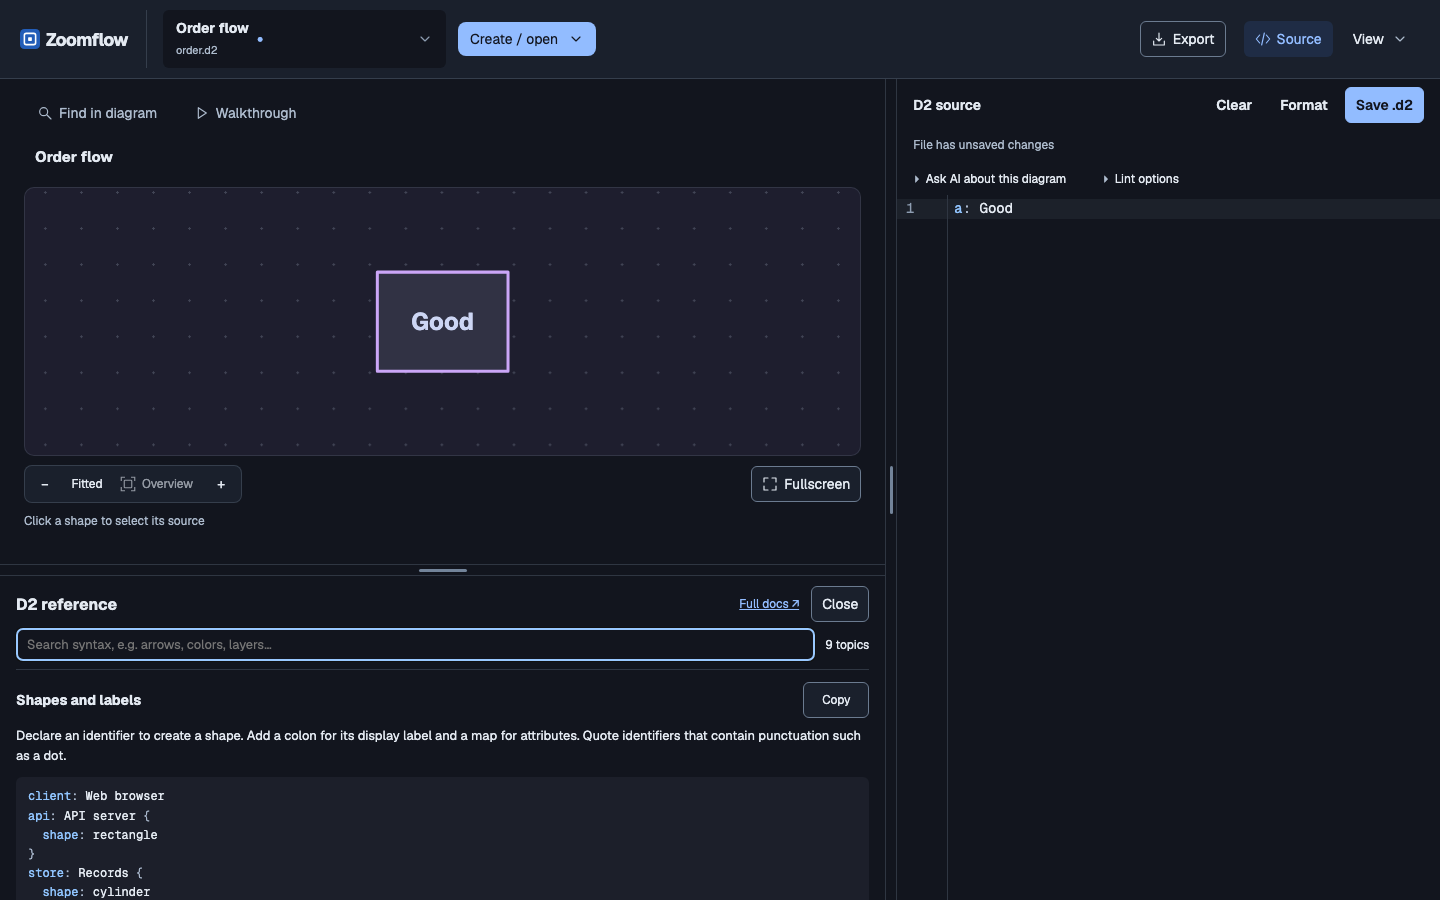 Zoomflow
Order flow
order.d2
Create / open
Export
Source
View
Find in diagram
Walkthrough
Order flow
Good
Fitted
Overview
Fullscreen
Click a shape to select its source
D2 source
Clear
Format
Save .d2
File has unsaved changes
Ask AI about this diagram
Lint options
1 a: Good
D2 reference
Full docs ↗
Close
Search syntax, e.g. arrows, colors, layers…
9 topics
Shapes and labels
Copy
Declare an identifier to create a shape. Add a colon for its display label and a map for attributes. Quote identifiers that contain punctuation such
as a dot.
client: Web browser
api: API server {
  shape: rectangle
}
store: Records {
  shape: cylinder